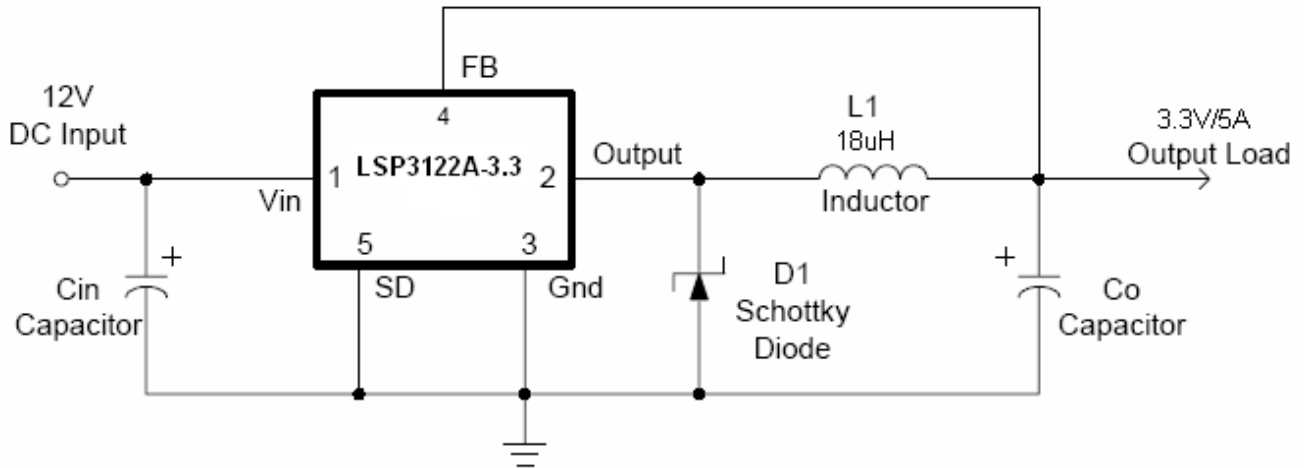 FB
12V
DC Input
4
L1
18uH
3.3V/5A
Output Load
LSP3122A-3.3
Output
1
2
Vin
Inductor
5
3
SD
Gnd
+
Cin
Capacitor
D1
Schottky
Diode
+
Co
Capacitor